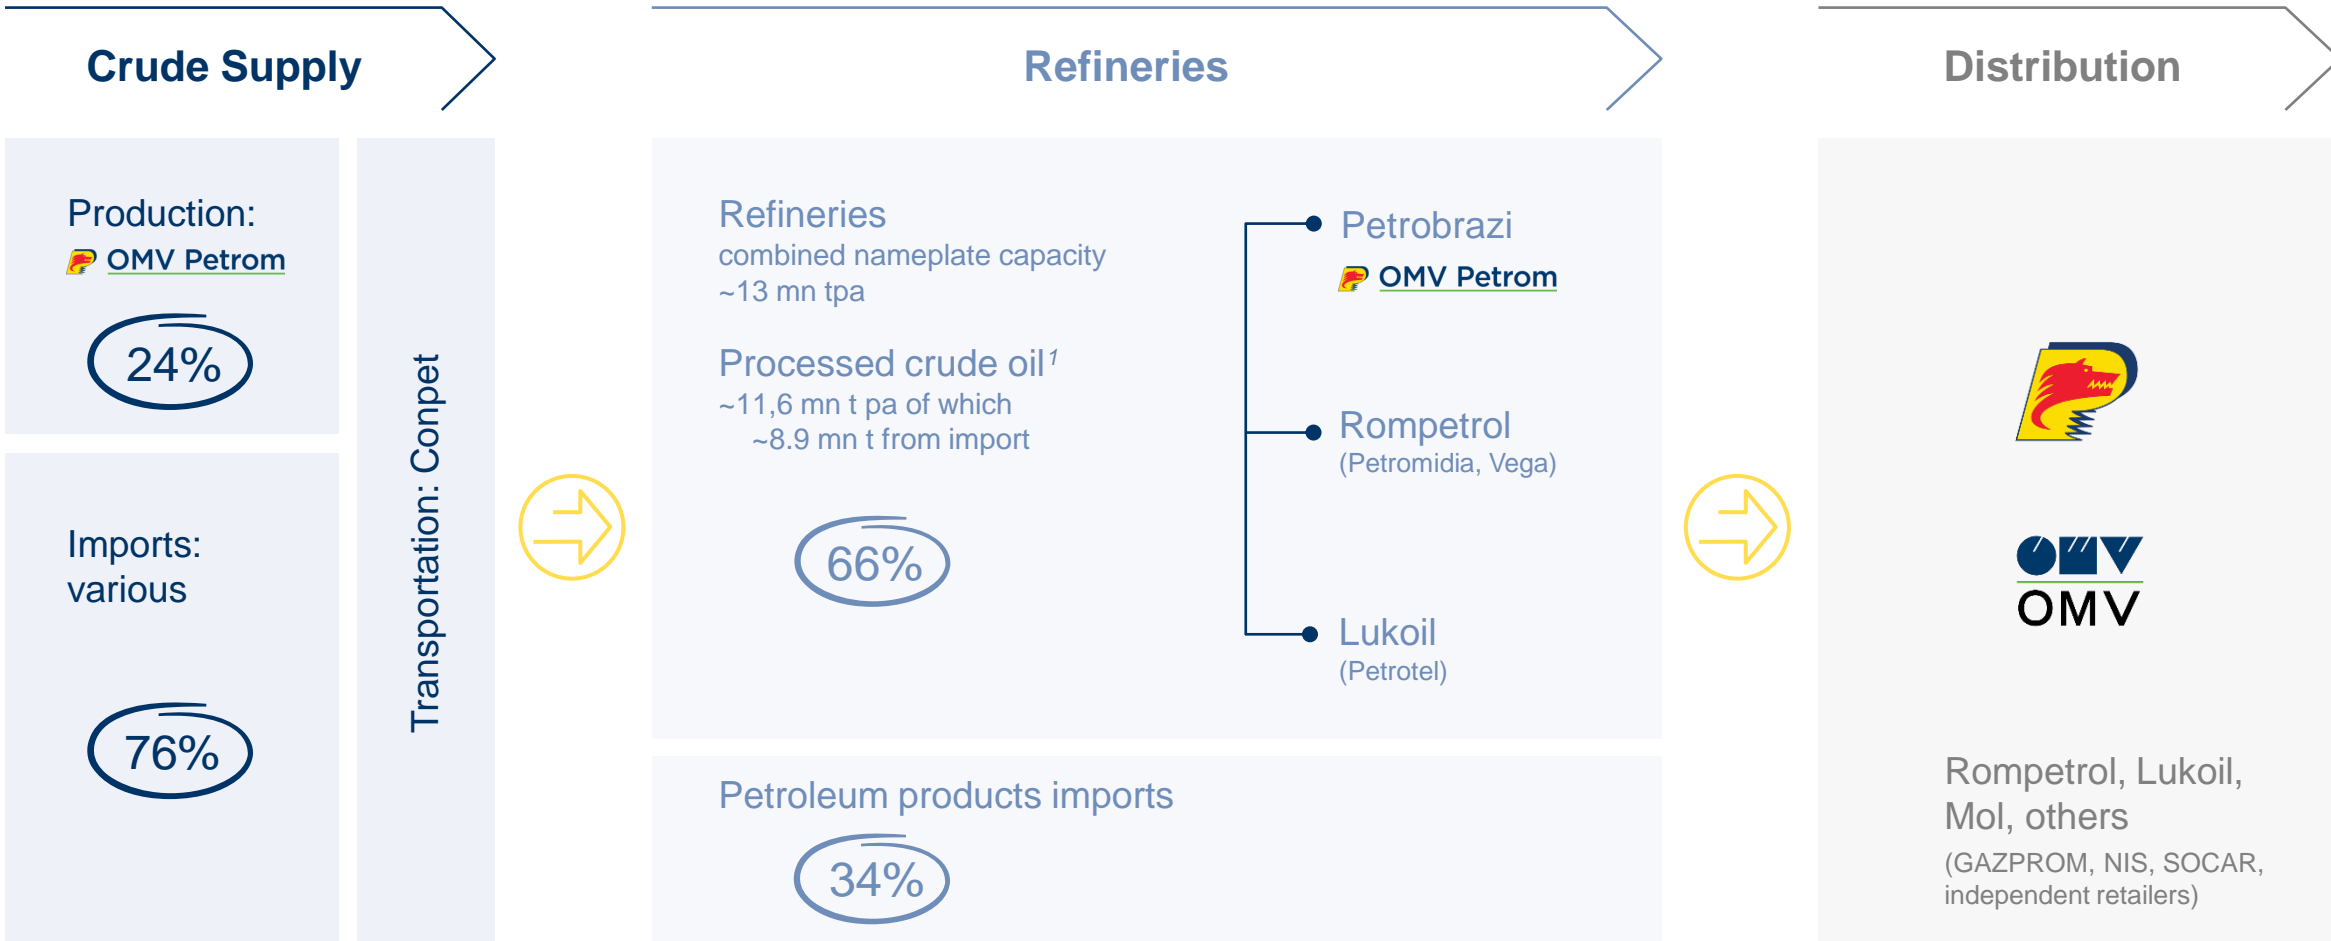 Crude Supply
Refineries
Distribution
Production:
OMV Petrom
24%
Imports:
various
76%
Transportation: Conpet
Refineries
combined nameplate capacity
~13 mn tpa
Processed crude oil1
~11,6 mn t pa of which
~8.9 mn t from import
66%
Petrobrazi
OMV Petrom
Rompetrol
(Petromidia, Vega)
Lukoil
(Petrotel)
Petroleum products imports
34%
OMV
OMV
Rompetrol, Lukoil,
Mol, others
(GAZPROM, NIS, SOCAR,
independent retailers)